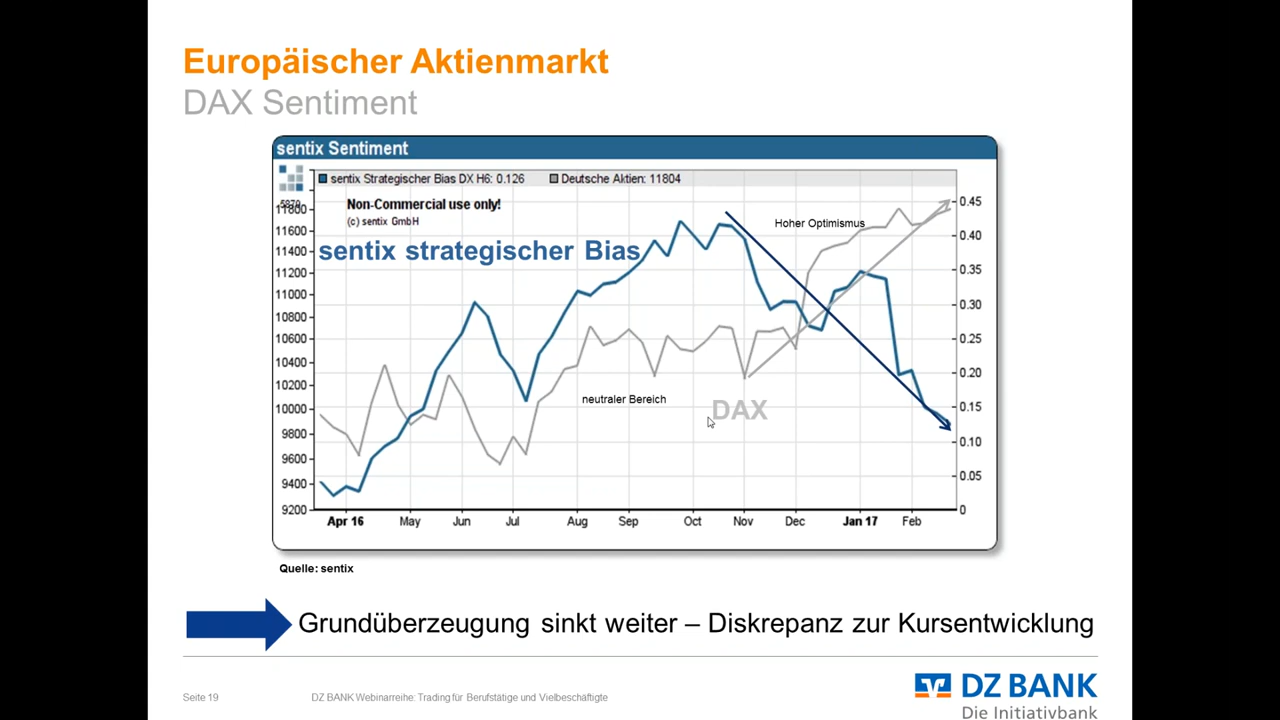 Europäischer Aktienmarkt
DAX Sentiment
sentix Sentiment
sentix Strategischer Bias DX H6: 0.126 Deutsche Aktien: 11804
Non-Commercial use only!
(c) sentix GmbH
Hoher Optimismus
sentix strategischer Bias
neutraler Bereich
DAX
11800
11600
11400
11200
11000
10800
10600
10400
10200
10000
9800
9600
9400
9200
0.45
0.40
0.35
0.30
0.25
0.20
0.15
0.10
0.05
0
Apr 16 May Jun Jul Aug Sep Oct Nov Dec Jan 17 Feb
Quelle: sentix
Grundüberzeugung sinkt weiter – Diskrepanz zur Kursentwicklung
Seite 19 DZ BANK Webinarreihe: Trading für Berufstätige und Vielbeschäftigte
DZ BANK
Die Initiativbank